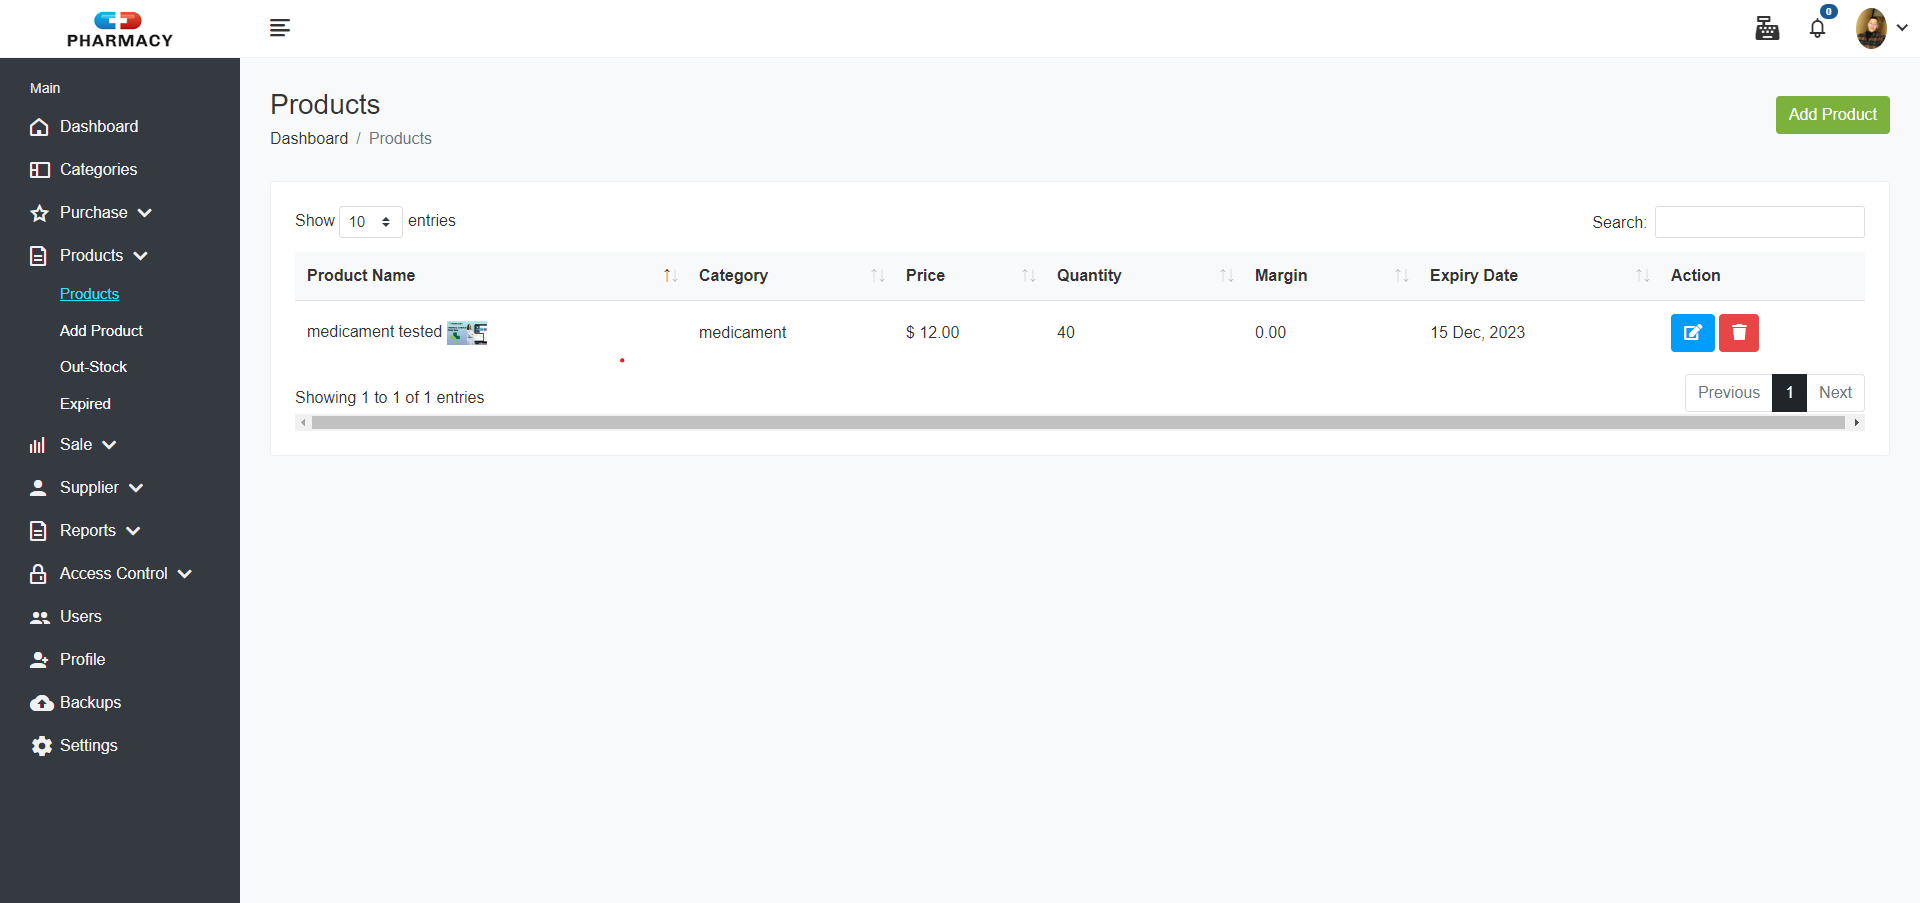 PHARMACY
0
Main
Dashboard
Categories
Purchase
Products
Products
Add Product
Out-Stock
Expired
Sale
Supplier
Reports
Access Control
Users
Profile
Backups
Settings
Products
Dashboard / Products
Add Product
Show 10 entries
Search:
Product Name Category Price Quantity Margin Expiry Date Action
medicament tested medicament $ 12.00 40 0.00 15 Dec, 2023
Showing 1 to 1 of 1 entries
Previous 1 Next